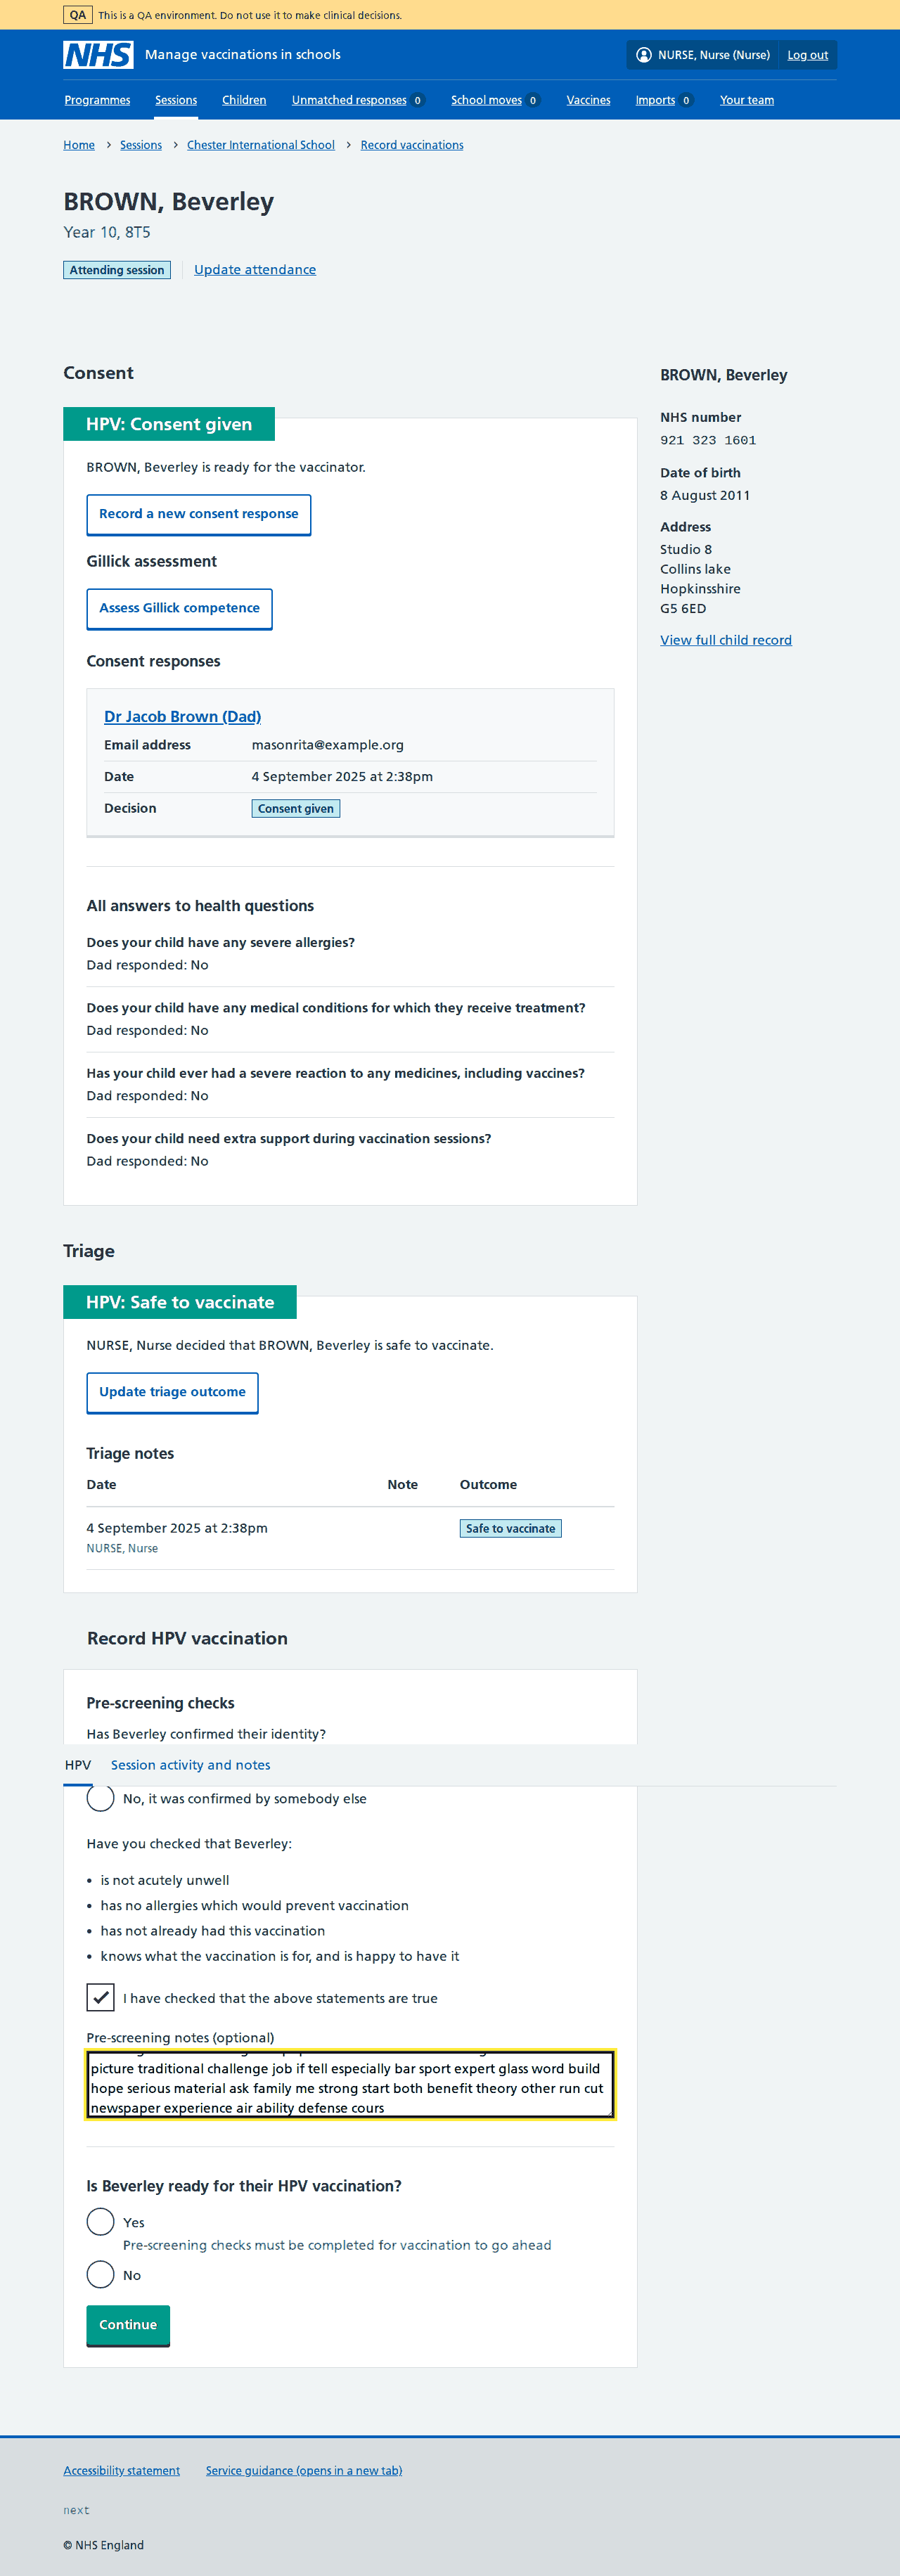 QA This is a QA environment. Do not use it to make clinical decisions.
NHS Manage vaccinations in schools NURSE, Nurse (Nurse) Log out
Programmes Sessions Children Unmatched responses 0 School moves 0 Vaccines Imports 0 Your team
Home > Sessions > Chester International School > Record vaccinations
BROWN, Beverley
Year 10, 8T5
Attending session Update attendance
Consent
HPV: Consent given
BROWN, Beverley is ready for the vaccinator.
Record a new consent response
Gillick assessment
Assess Gillick competence
Consent responses
Dr Jacob Brown (Dad)
Email address masonrita@example.org
Date 4 September 2025 at 2:38pm
Decision Consent given
All answers to health questions
Does your child have any severe allergies?
Dad responded: No
Does your child have any medical conditions for which they receive treatment?
Dad responded: No
Has your child ever had a severe reaction to any medicines, including vaccines?
Dad responded: No
Does your child need extra support during vaccination sessions?
Dad responded: No
BROWN, Beverley
NHS number
921 323 1601
Date of birth
8 August 2011
Address
Studio 8
Collins lake
Hopkinsshire
G5 6ED
View full child record
Triage
HPV: Safe to vaccinate
NURSE, Nurse decided that BROWN, Beverley is safe to vaccinate.
Update triage outcome
Triage notes
Date Note Outcome
4 September 2025 at 2:38pm Safe to vaccinate
NURSE, Nurse
Record HPV vaccination
Pre-screening checks
Has Beverley confirmed their identity?
HPV Session activity and notes
No, it was confirmed by somebody else
Have you checked that Beverley:
• is not acutely unwell
• has no allergies which would prevent vaccination
• has not already had this vaccination
• knows what the vaccination is for, and is happy to have it
I have checked that the above statements are true
Pre-screening notes (optional)
picture traditional challenge job if tell especially bar sport expert glass word build
hope serious material ask family me strong start both benefit theory other run cut
newspaper experience air ability defense cours
Is Beverley ready for their HPV vaccination?
Yes
Pre-screening checks must be completed for vaccination to go ahead
No
Continue
Accessibility statement Service guidance (opens in a new tab)
next
© NHS England